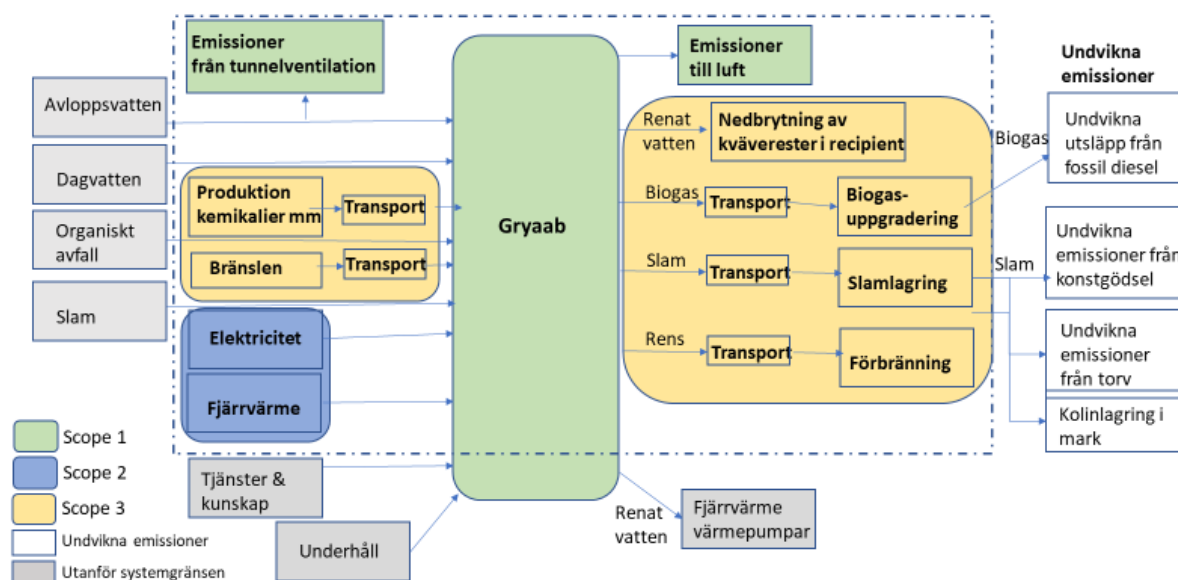 Emissioner
från tunnelventilation
Emissioner
till luft
Undvikna
emissioner
Avloppsvatten
Dagvatten
Organiskt
avfall
Slam
Produktion
kemikalier mm
Transport
Bränslen
Transport
Elektricitet
Fjärrvärme
Gryaab
Renat
vatten
Nedbrytning av
kväverester i recipient
Biogas
Transport
Biogas-
uppgradering
Slam
Transport
Slamlagring
Rens
Transport
Förbränning
Biogas
Undvikna
utsläpp från
fossil diesel
Slam
Undvikna
emissioner från
konstgödsel
Undvikna
emissioner
från torv
Kolinlagring i
mark
Scope 1
Scope 2
Scope 3
Undvikna emissioner
Utanför systemgränsen
Tjänster &
kunskap
Underhåll
Renat
vatten
Fjärrvärme
värmepumpar